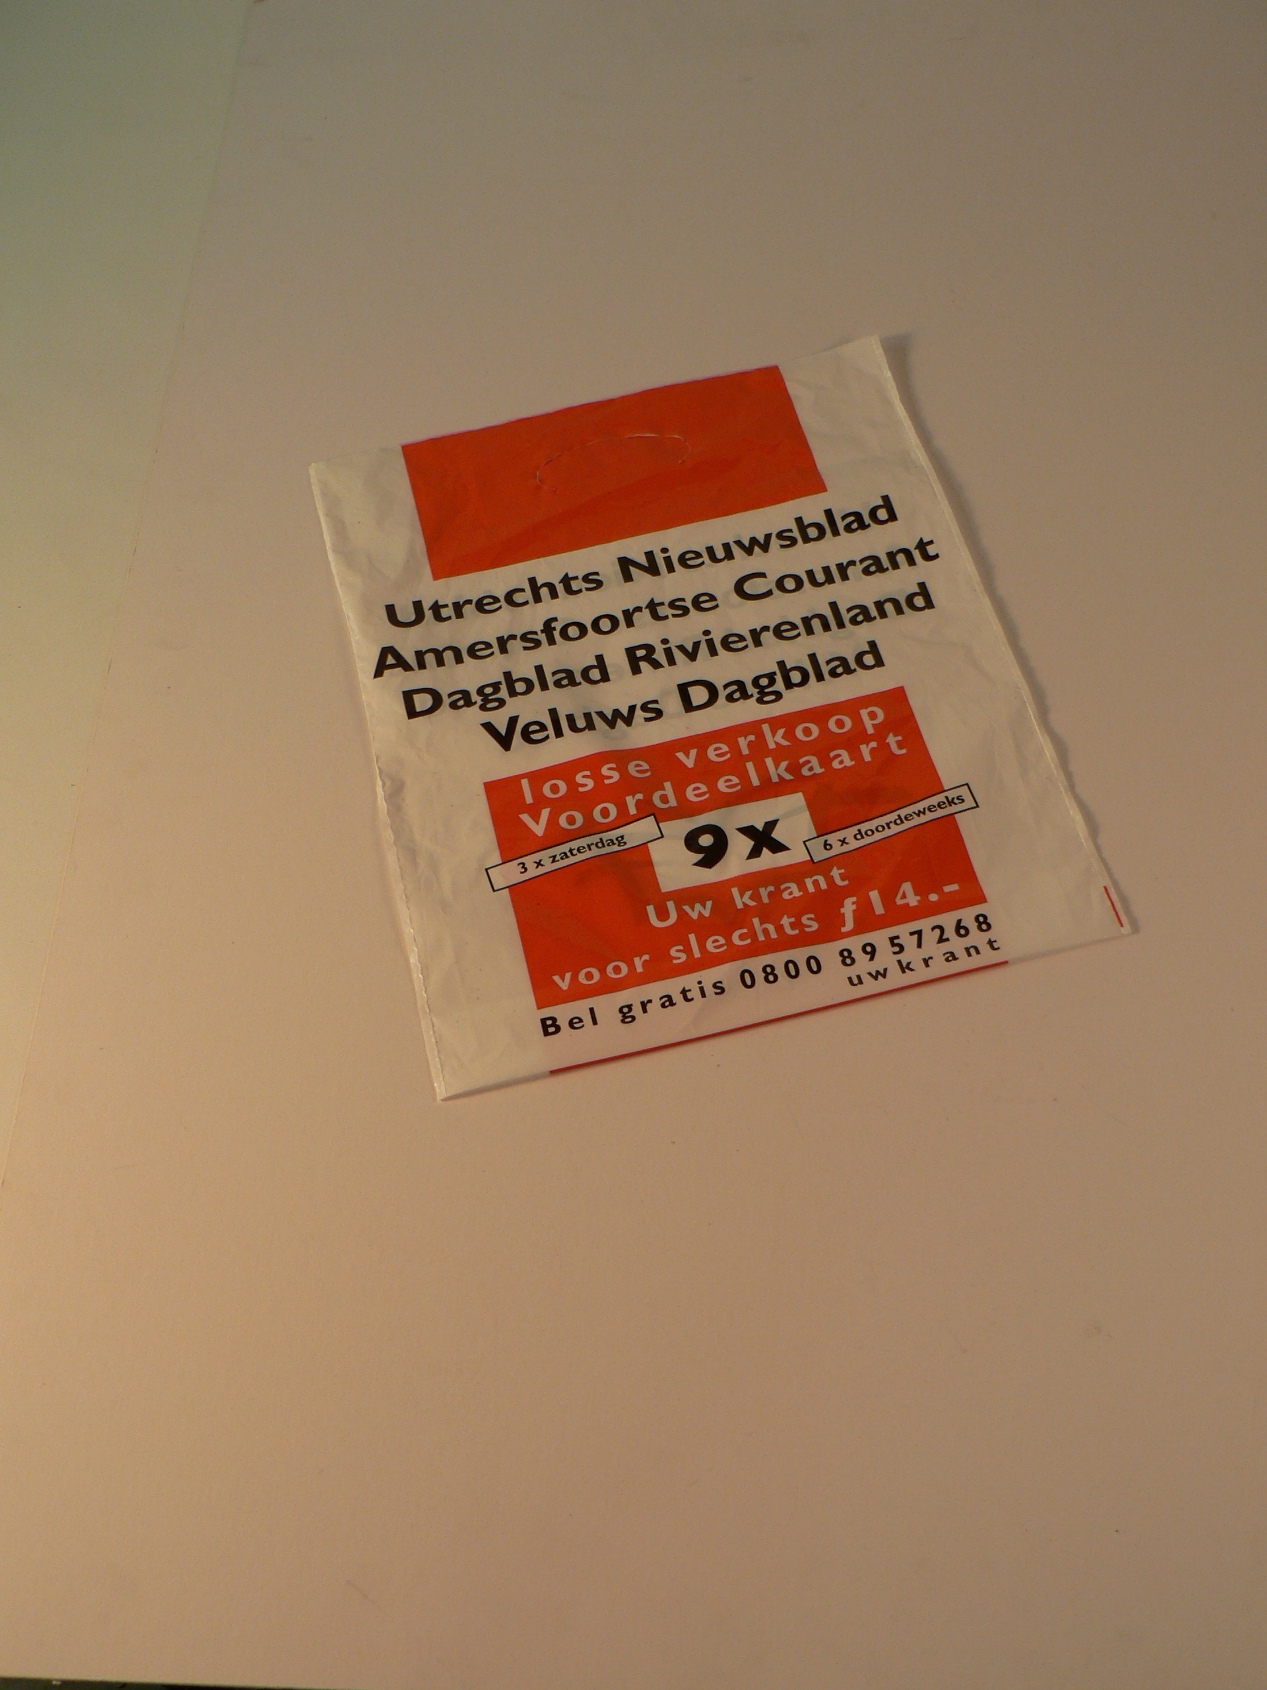 Utrechts Nieuwsblad
Amersfoortse Courant
Dagblad Rivierenland
Veluws Dagblad
losse verkoop
Voordeelkaart
3 x zaterdag
9x
6 x doordeweeks
Uw krant
voor slechts ƒ14.-
Bel gratis 0800 8957268
uwkrant